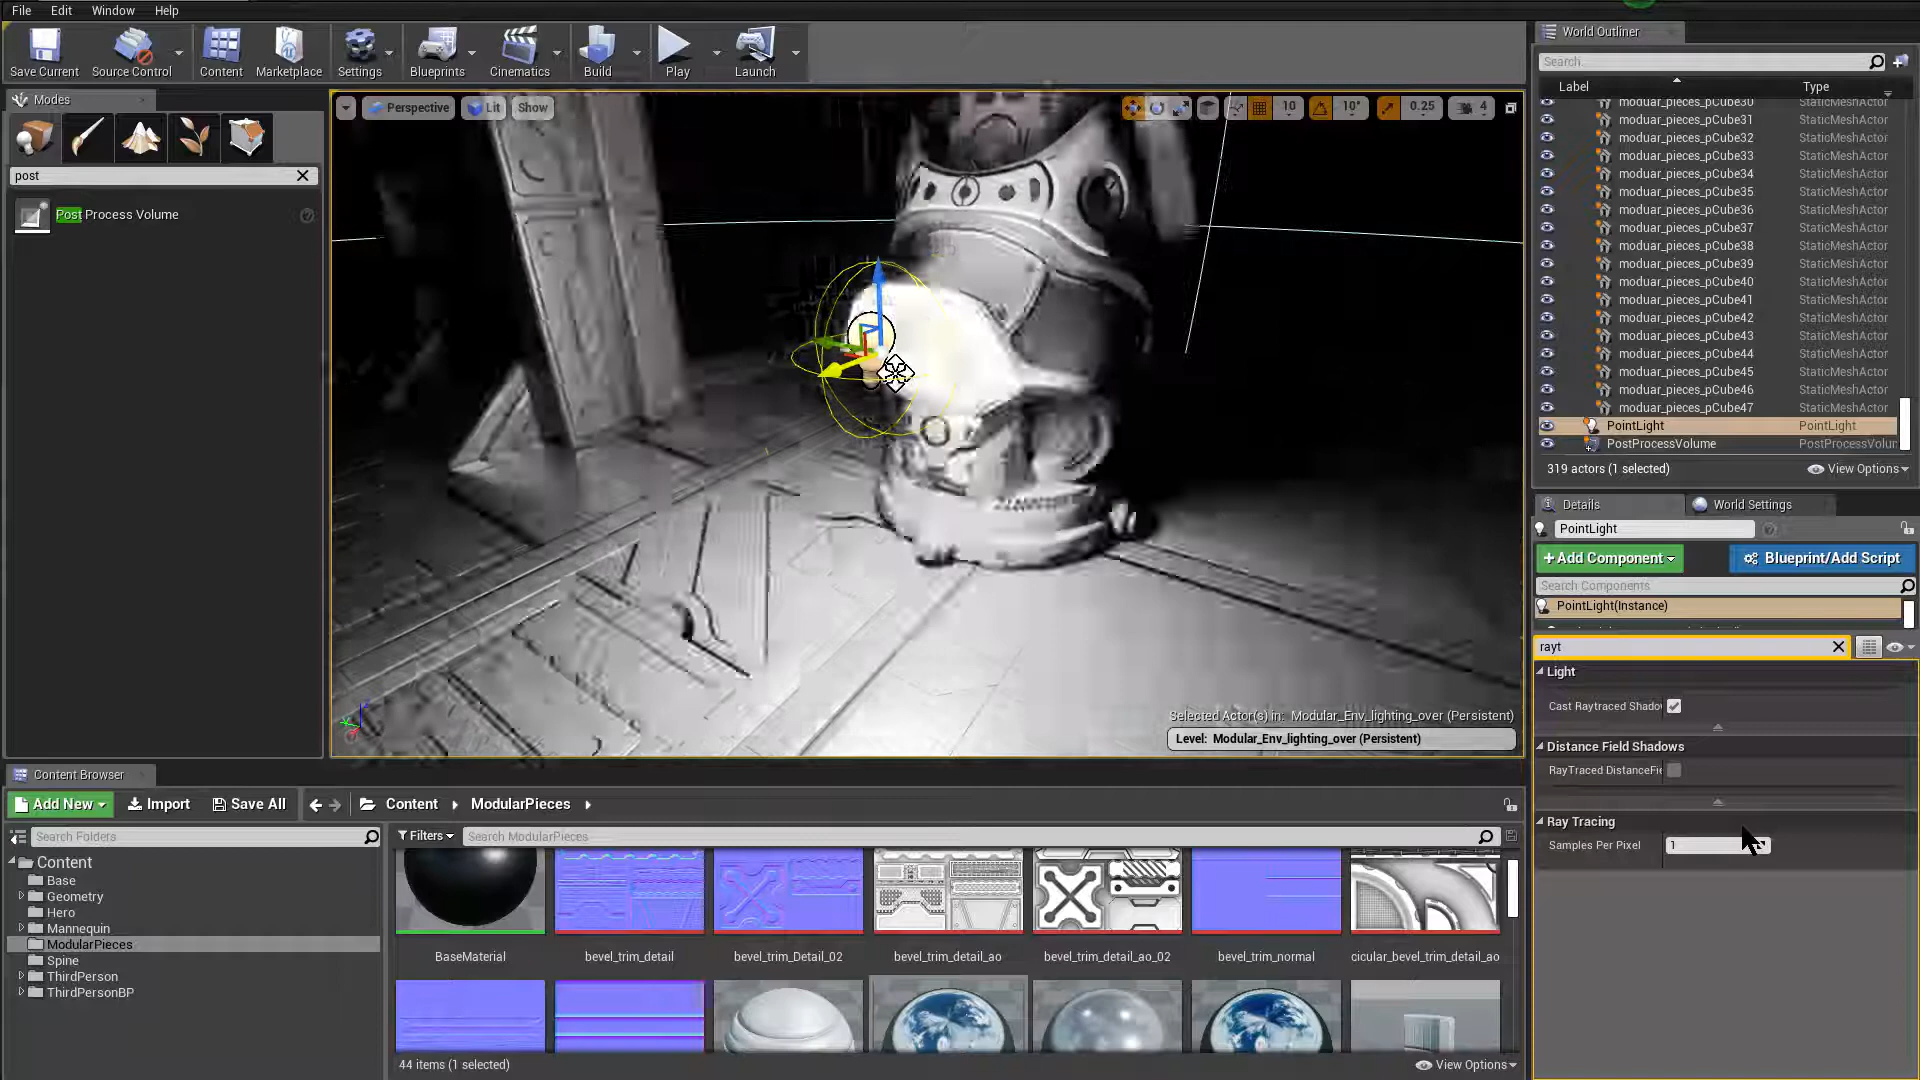 File Edit Window Help
Save Current
Source Control
Content
Marketplace
Settings
Blueprints
Cinematics
Build
Play
Launch
Modes
post
Post Process Volume
Perspective
Lit
Show
10
10°
0.25
4
Selected Actor(s) in: Modular_Env_lighting_over (Persistent)
Level: Modular_Env_lighting_over (Persistent)
World Outliner
Search...
Label Type
moduar_pieces_pCube30 StaticMeshActor
moduar_pieces_pCube31 StaticMeshActor
moduar_pieces_pCube32 StaticMeshActor
moduar_pieces_pCube33 StaticMeshActor
moduar_pieces_pCube34 StaticMeshActor
moduar_pieces_pCube35 StaticMeshActor
moduar_pieces_pCube36 StaticMeshActor
moduar_pieces_pCube37 StaticMeshActor
moduar_pieces_pCube38 StaticMeshActor
moduar_pieces_pCube39 StaticMeshActor
moduar_pieces_pCube40 StaticMeshActor
moduar_pieces_pCube41 StaticMeshActor
moduar_pieces_pCube42 StaticMeshActor
moduar_pieces_pCube43 StaticMeshActor
moduar_pieces_pCube44 StaticMeshActor
moduar_pieces_pCube45 StaticMeshActor
moduar_pieces_pCube46 StaticMeshActor
moduar_pieces_pCube47 StaticMeshActor
PointLight PointLight
PostProcessVolume PostProcessVolun
319 actors (1 selected)
View Options
Details
World Settings
PointLight
+Add Component
Blueprint/Add Script
Search Components
PointLight(Instance)
rayt
Light
Cast Raytraced Shado
Distance Field Shadows
RayTraced DistanceFie
Ray Tracing
Samples Per Pixel 1
Content Browser
Add New
Import
Save All
Content
ModularPieces
Search Folders
Filters
Search ModularPieces
Content
Base
Geometry
Hero
Mannequin
ModularPieces
Spine
ThirdPerson
ThirdPersonBP
BaseMaterial
bevel_trim_detail
bevel_trim_Detail_02
bevel_trim_detail_ao
bevel_trim_detail_ao_02
bevel_trim_normal
cicular_bevel_trim_detail_ao
44 items (1 selected)
View Options